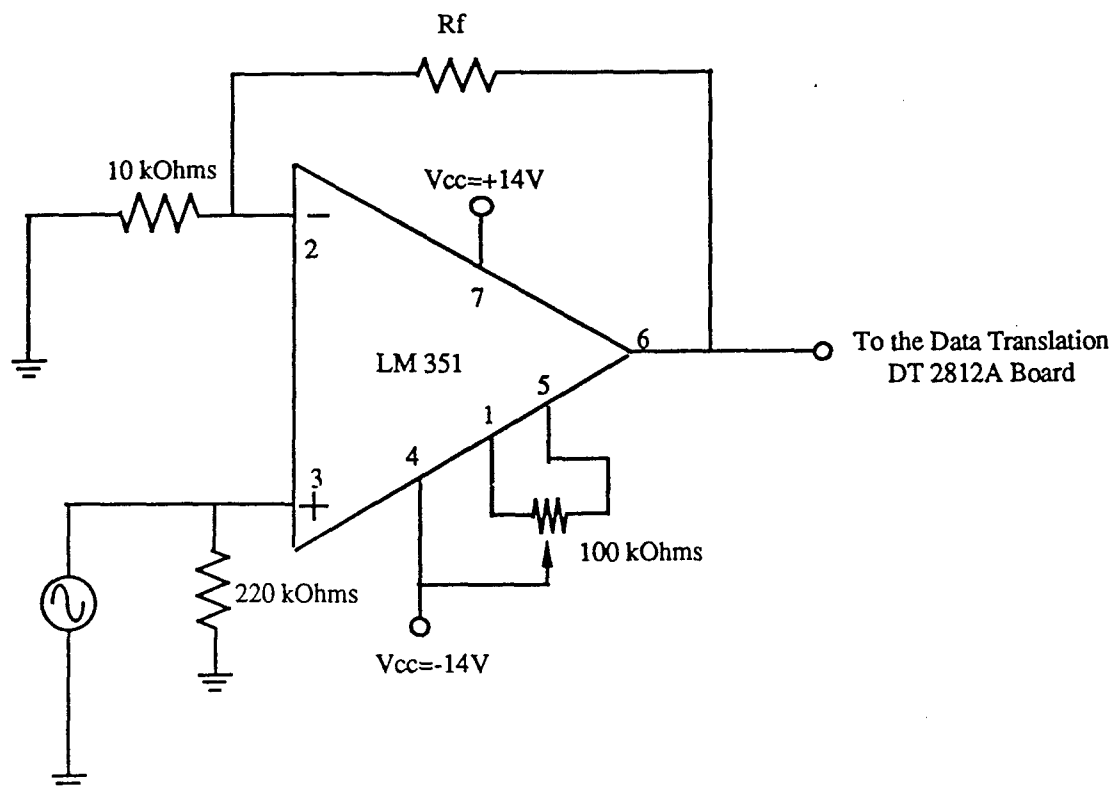 Rf
10 kOhms
Vcc=+14V
2
7
LM 351
6
To the Data Translation
DT 2812A Board
5
1
4
3
100 kOhms
220 kOhms
Vcc=-14V